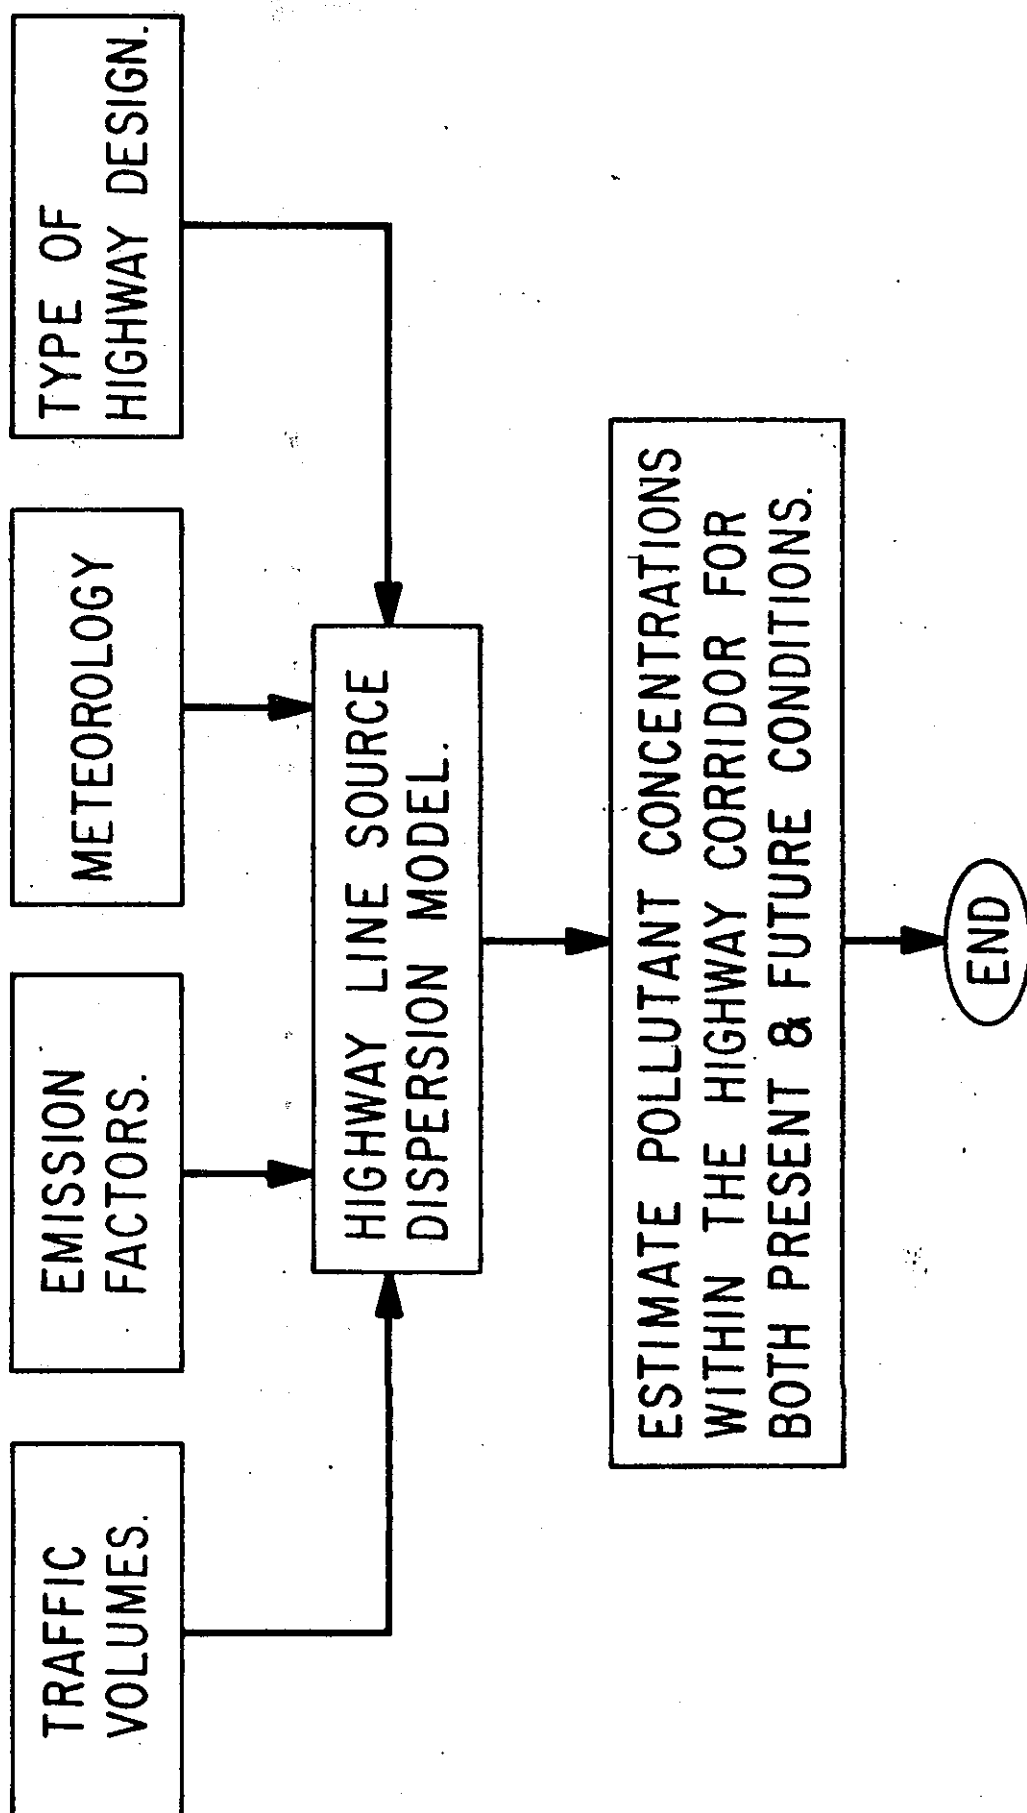 TRAFFIC
VOLUMES.
EMISSION
FACTORS.
METEOROLOGY
TYPE OF
HIGHWAY DESIGN.
HIGHWAY LINE SOURCE
DISPERSION MODEL.
ESTIMATE POLLUTANT CONCENTRATIONS
WITHIN THE HIGHWAY CORRIDOR FOR
BOTH PRESENT & FUTURE CONDITIONS.
END